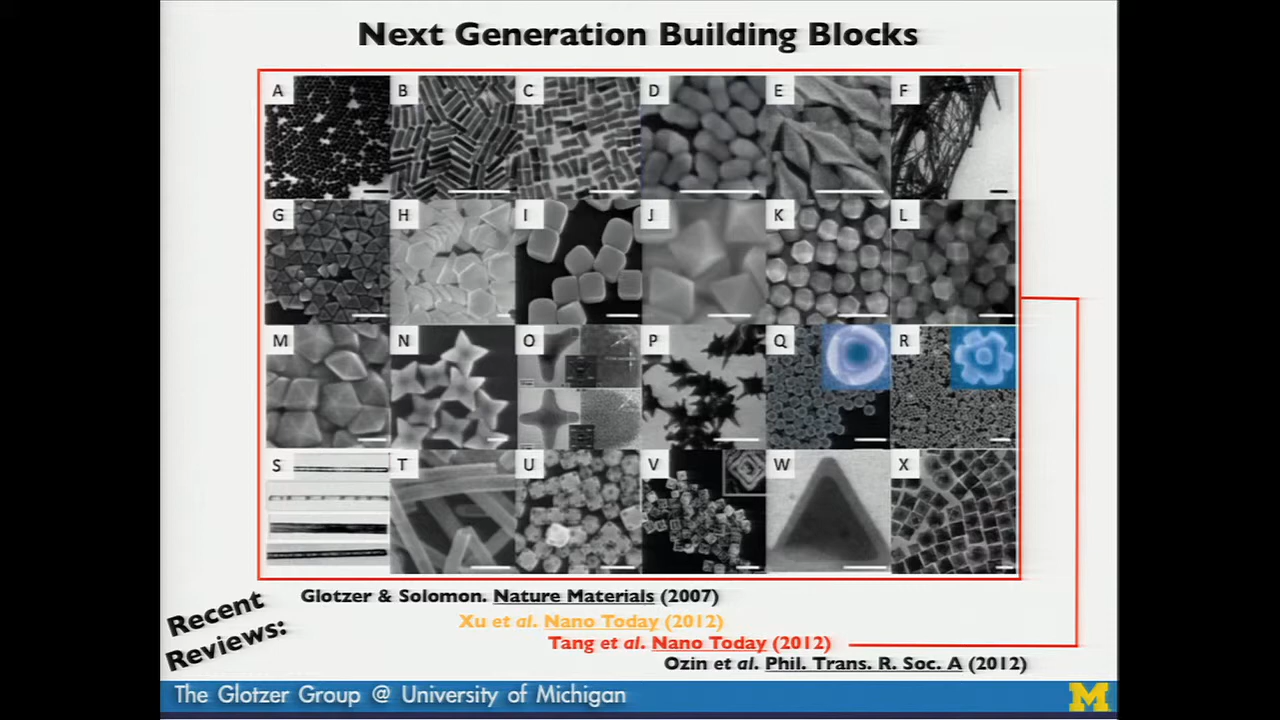 Next Generation Building Blocks
A B C D E F
G H I J K L
M N O P Q R
S T U V W X
Recent
Reviews:
Glotzer & Solomon. Nature Materials (2007)
Xu et al. Nano Today (2012)
Tang et al. Nano Today (2012)
Ozin et al. Phil. Trans. R. Soc. A (2012)
The Glotzer Group @ University of Michigan
M